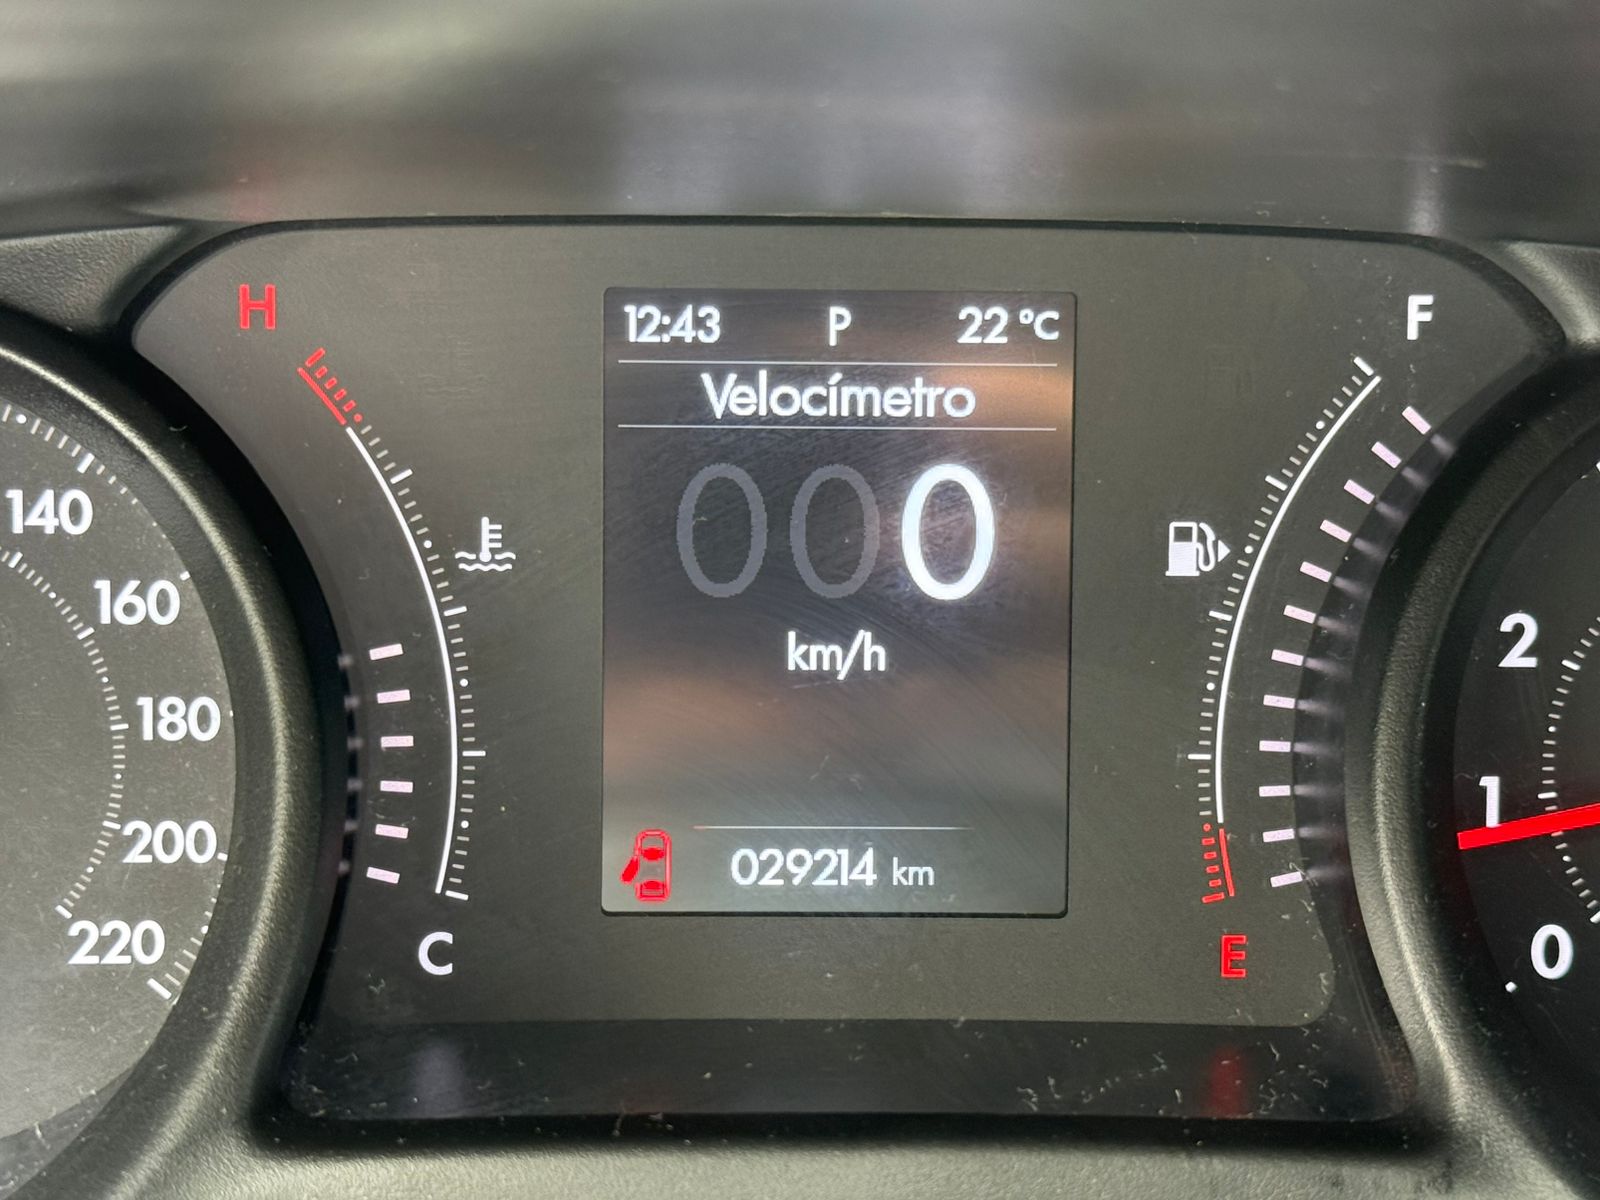 H
12:43 P 22 °C
F
Velocímetro
000
km/h
140
160
180
200
220
2
1
0
029214 km
C
E